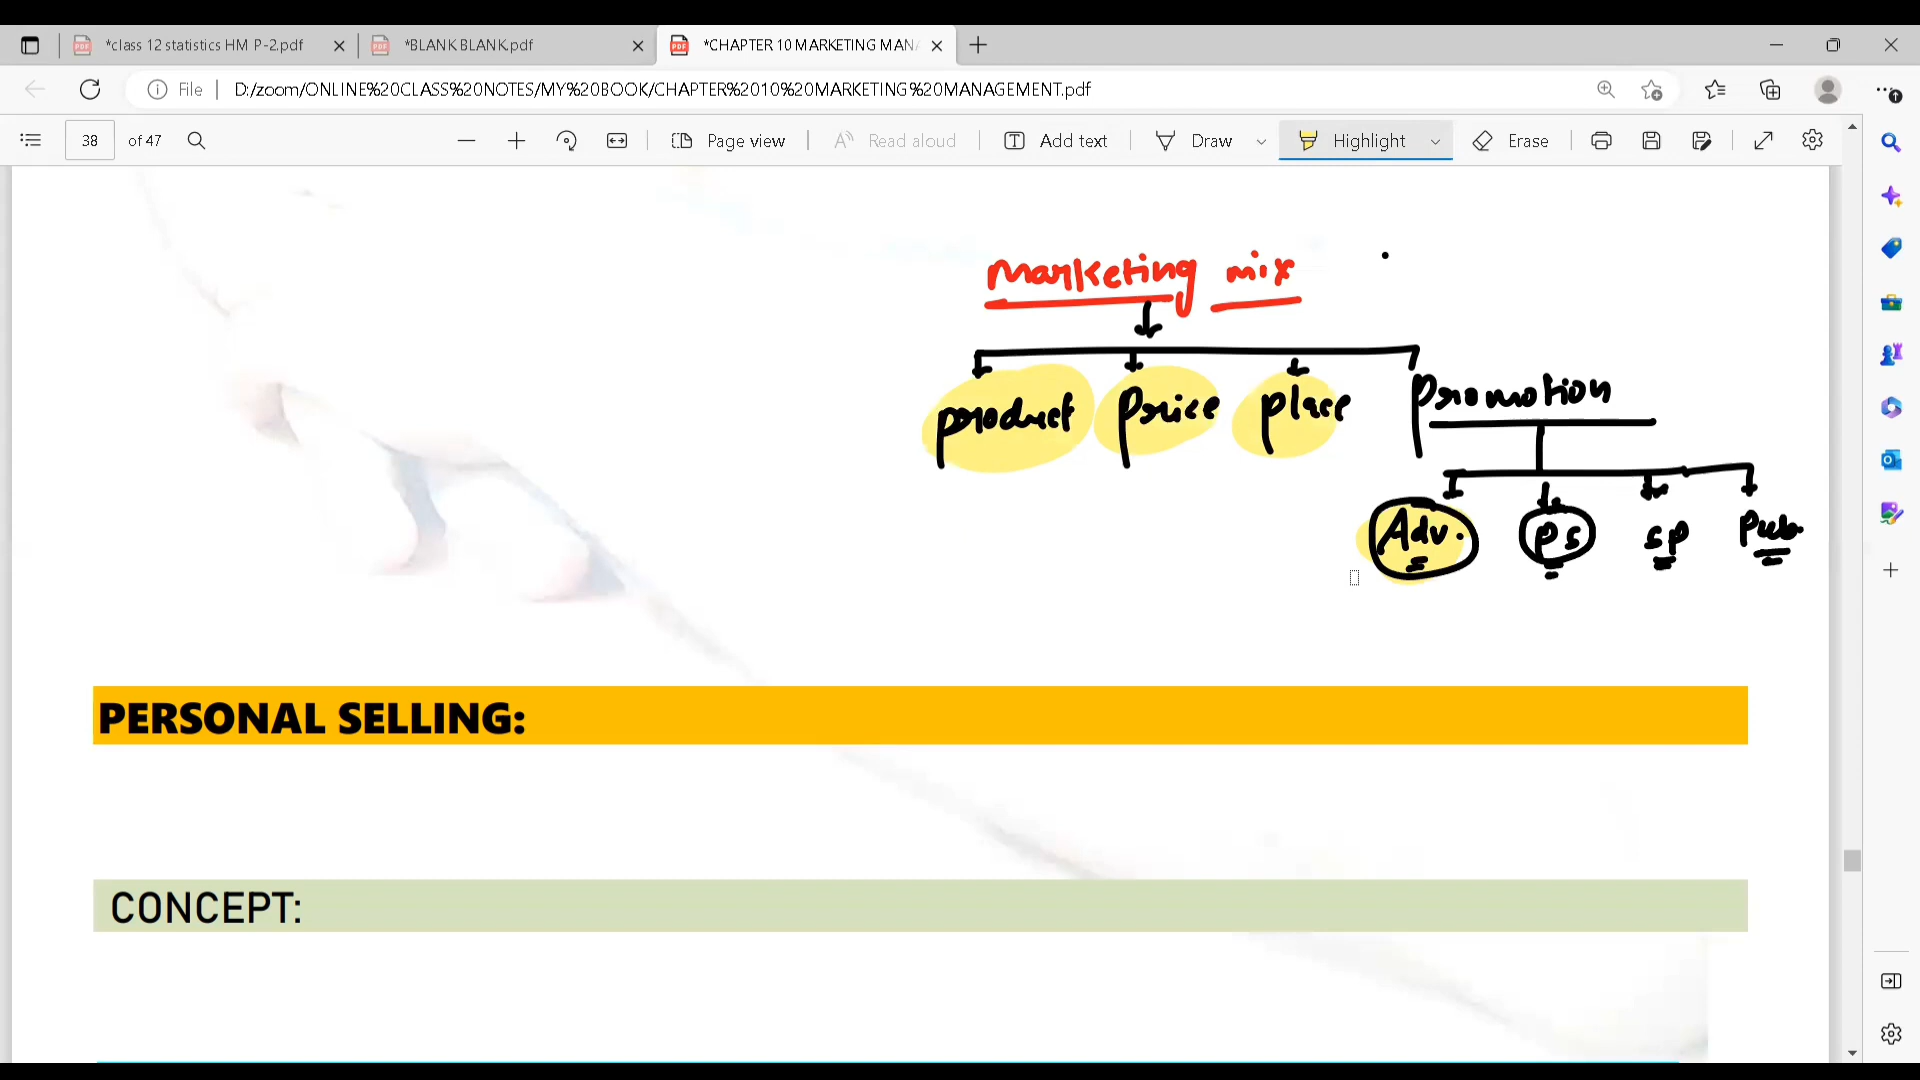 *class 12 statistics HM P-2.pdf
*BLANK BLANK.pdf
*CHAPTER 10 MARKETING MAN
File
D:/zoom/ONLINE%20CLASS%20NOTES/MY%20BOOK/CHAPTER%2010%20MARKETING%20MANAGEMENT.pdf
38 of 47
Page view
Read aloud
Add text
Draw
Highlight
Erase
Marketing mix
product price place Promotion
Adv. ps sp Pub.
PERSONAL SELLING:
CONCEPT: